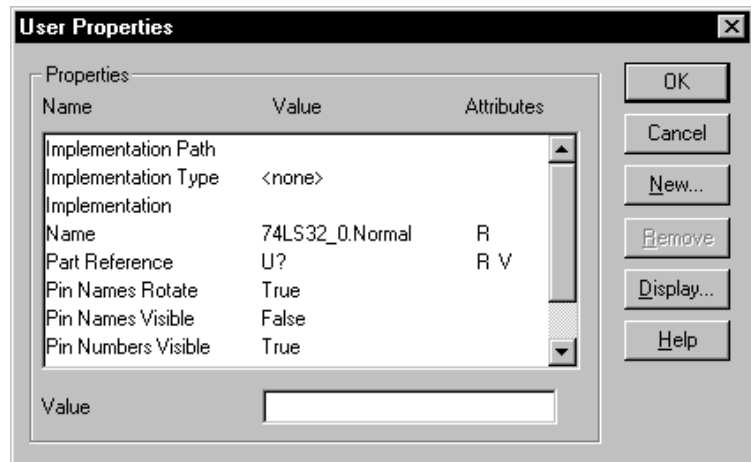 User Properties
Properties
Name Value Attributes
Implementation Path
Implementation Type <none>
Implementation
Name 74LS32_0.Normal R
Part Reference U? R V
Pin Names Rotate True
Pin Names Visible False
Pin Numbers Visible True
Value
OK
Cancel
New...
Remove
Display...
Help